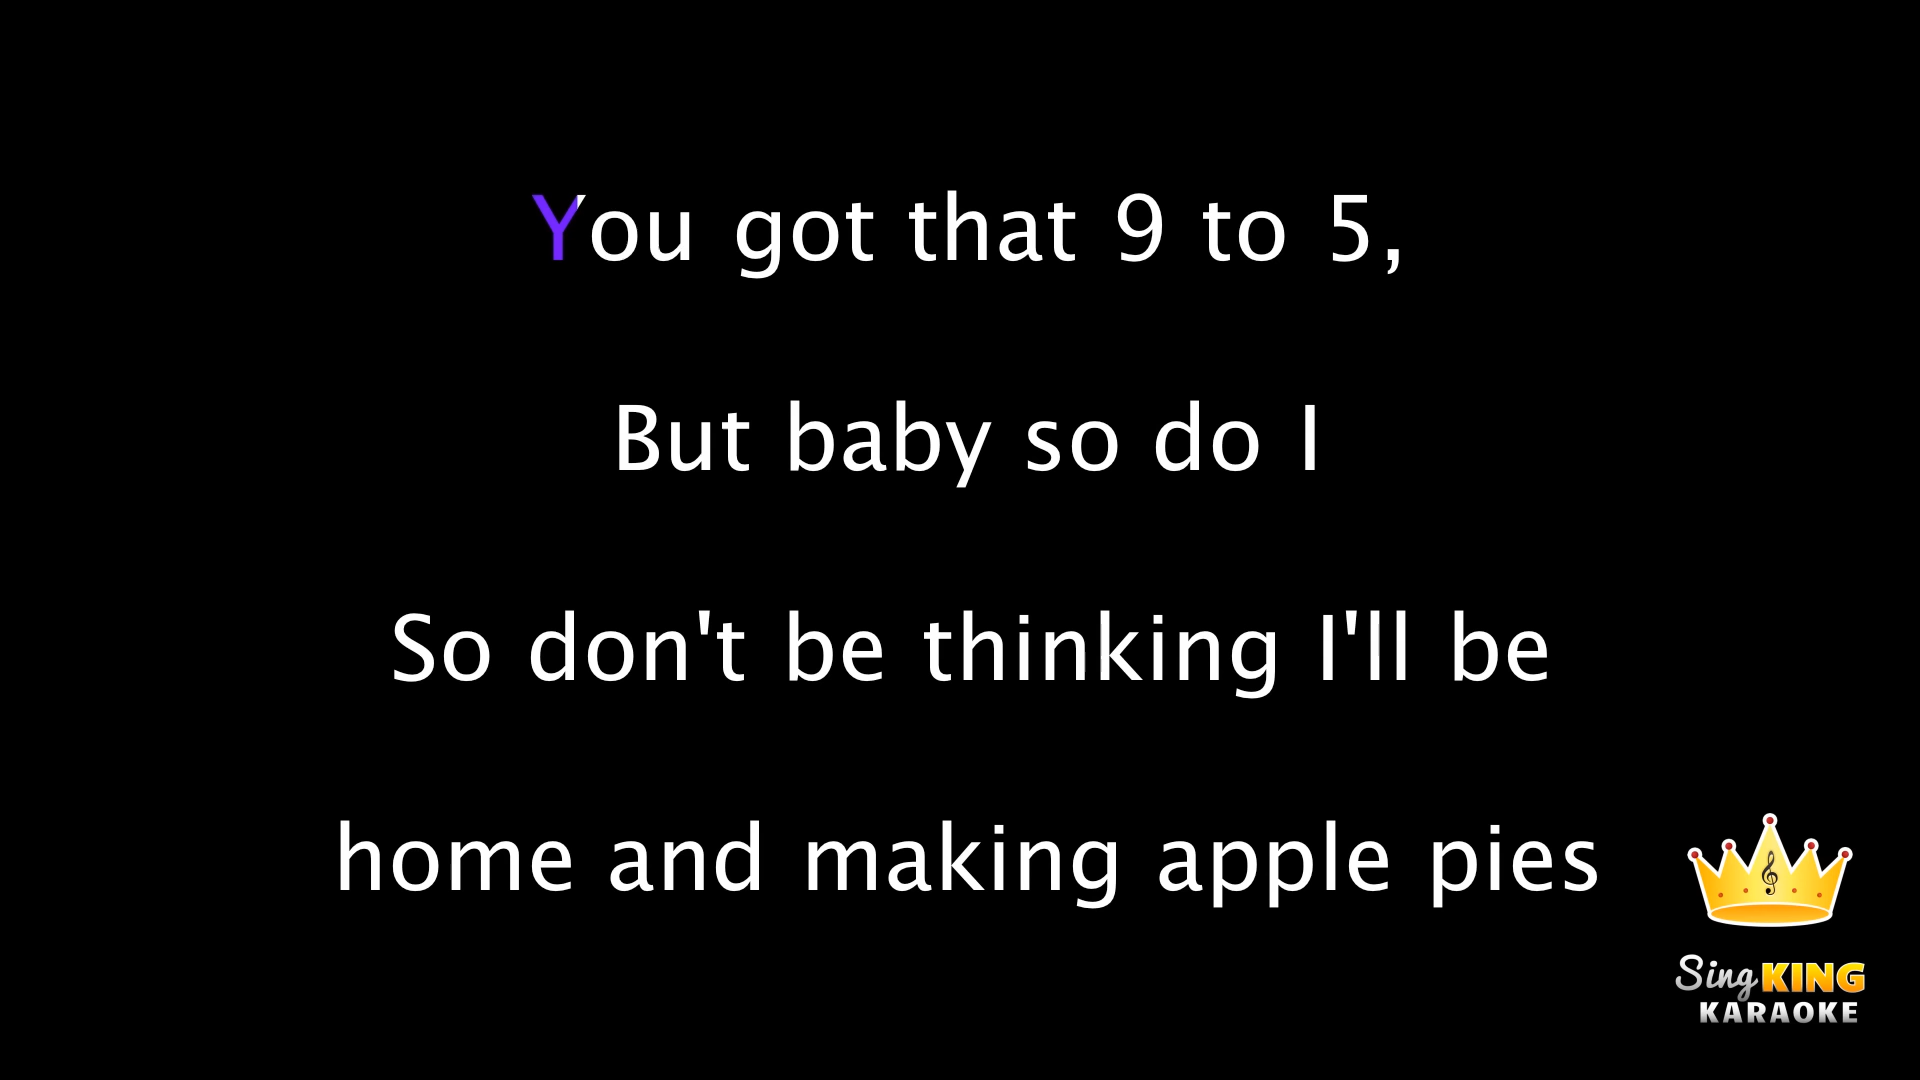 You got that 9 to 5,
But baby so do I
So don't be thinking I'll be
home and making apple pies
Sing KING
KARAOKE